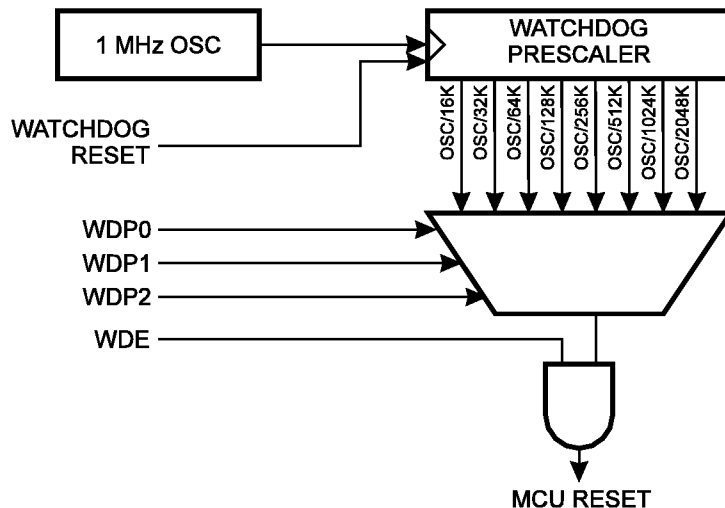 1 MHz OSC
WATCHDOG
PRESCALER
WATCHDOG
RESET
OSC/16K
OSC/32K
OSC/64K
OSC/128K
OSC/256K
OSC/512K
OSC/1024K
OSC/2048K
WDP0
WDP1
WDP2
WDE
MCU RESET